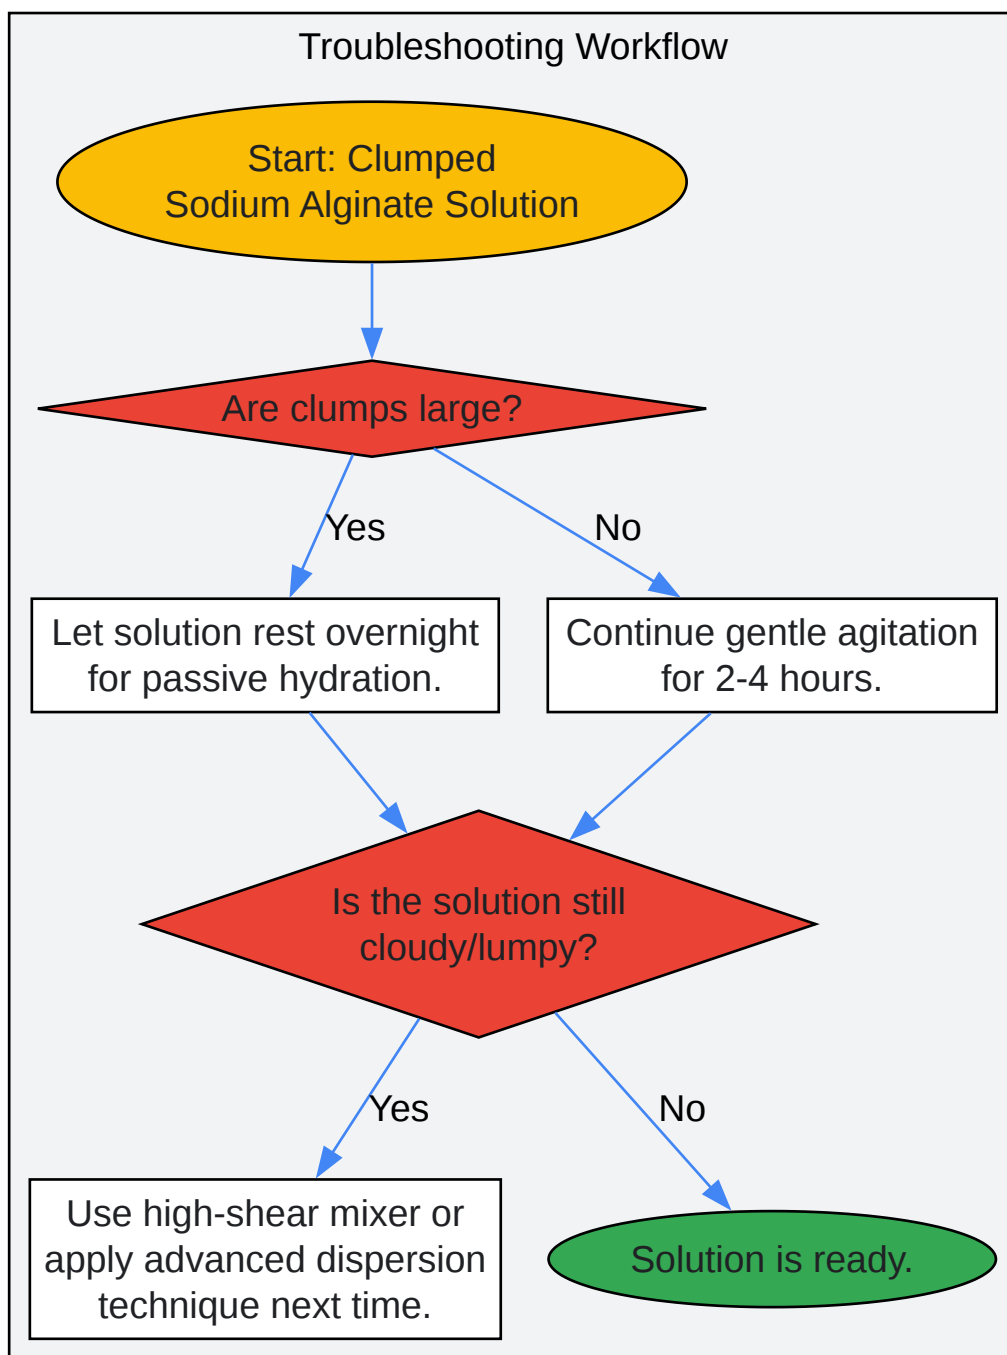 Troubleshooting Workflow
Start: Clumped
Sodium Alginate Solution
Are clumps large?
Yes
No
Let solution rest overnight
for passive hydration.
Continue gentle agitation
for 2-4 hours.
Is the solution still
cloudy/lumpy?
Yes
No
Use high-shear mixer or
apply advanced dispersion
technique next time.
Solution is ready.